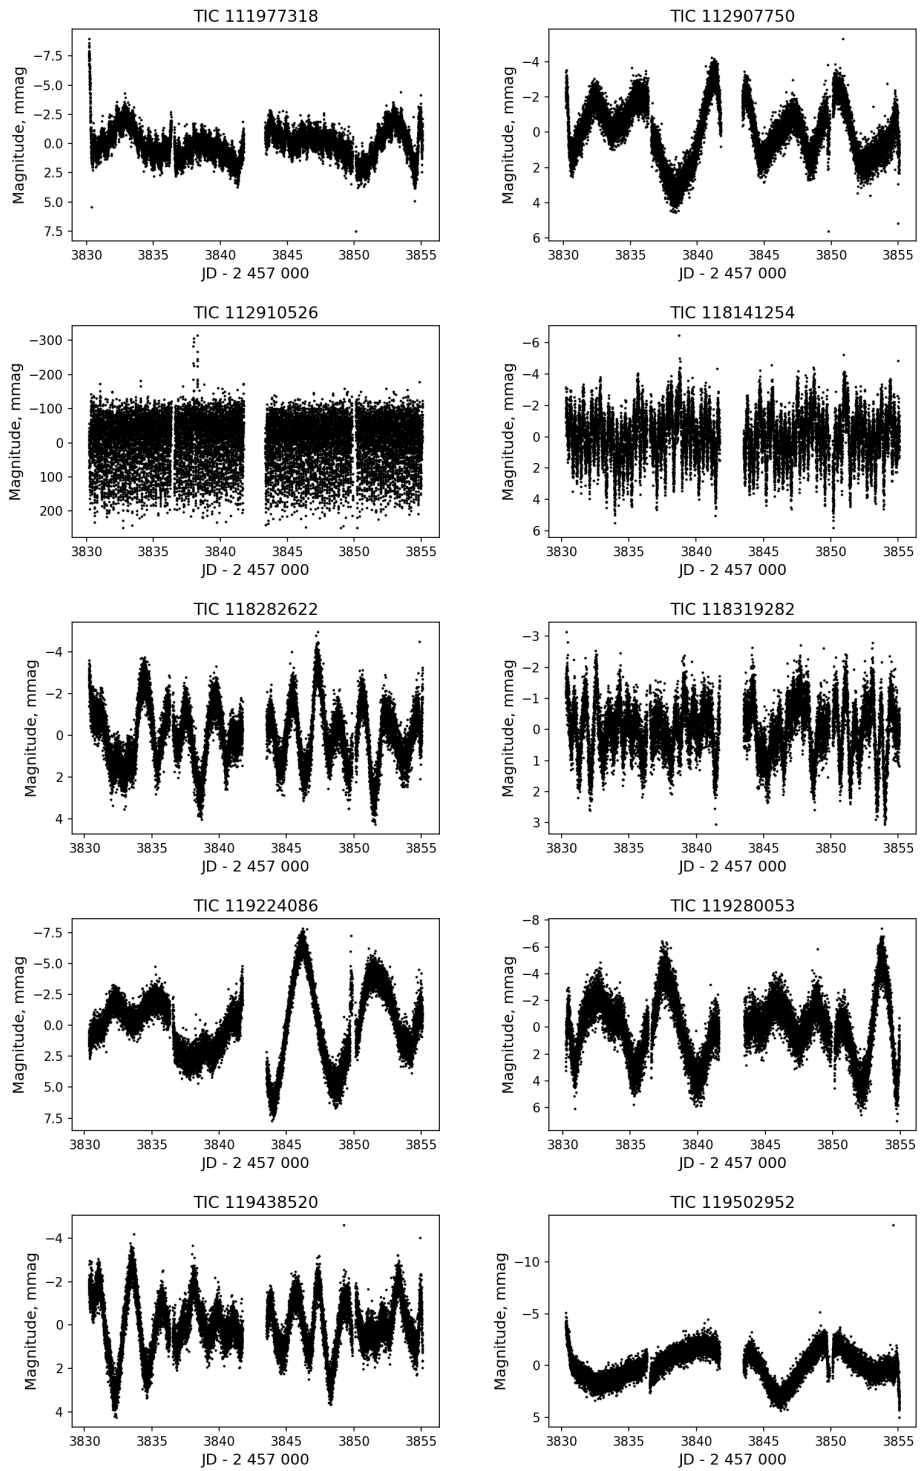 TIC 111977318
TIC 112907750
−7.5
−5.0
−2.5
0.0
2.5
5.0
7.5
Magnitude, mmag
3830 3835 3840 3845 3850 3855
JD - 2 457 000
−4
−2
0
2
4
6
Magnitude, mmag
3830 3835 3840 3845 3850 3855
JD - 2 457 000
TIC 112910526
TIC 118141254
−300
−200
−100
0
100
200
Magnitude, mmag
3830 3835 3840 3845 3850 3855
JD - 2 457 000
−6
−4
−2
0
2
4
6
Magnitude, mmag
3830 3835 3840 3845 3850 3855
JD - 2 457 000
TIC 118282622
TIC 118319282
−4
−2
0
2
4
Magnitude, mmag
3830 3835 3840 3845 3850 3855
JD - 2 457 000
−3
−2
−1
0
1
2
3
Magnitude, mmag
3830 3835 3840 3845 3850 3855
JD - 2 457 000
TIC 119224086
TIC 119280053
−7.5
−5.0
−2.5
0.0
2.5
5.0
7.5
Magnitude, mmag
3830 3835 3840 3845 3850 3855
JD - 2 457 000
−8
−6
−4
−2
0
2
4
6
Magnitude, mmag
3830 3835 3840 3845 3850 3855
JD - 2 457 000
TIC 119438520
TIC 119502952
−4
−2
0
2
4
Magnitude, mmag
3830 3835 3840 3845 3850 3855
JD - 2 457 000
−10
−5
0
5
Magnitude, mmag
3830 3835 3840 3845 3850 3855
JD - 2 457 000